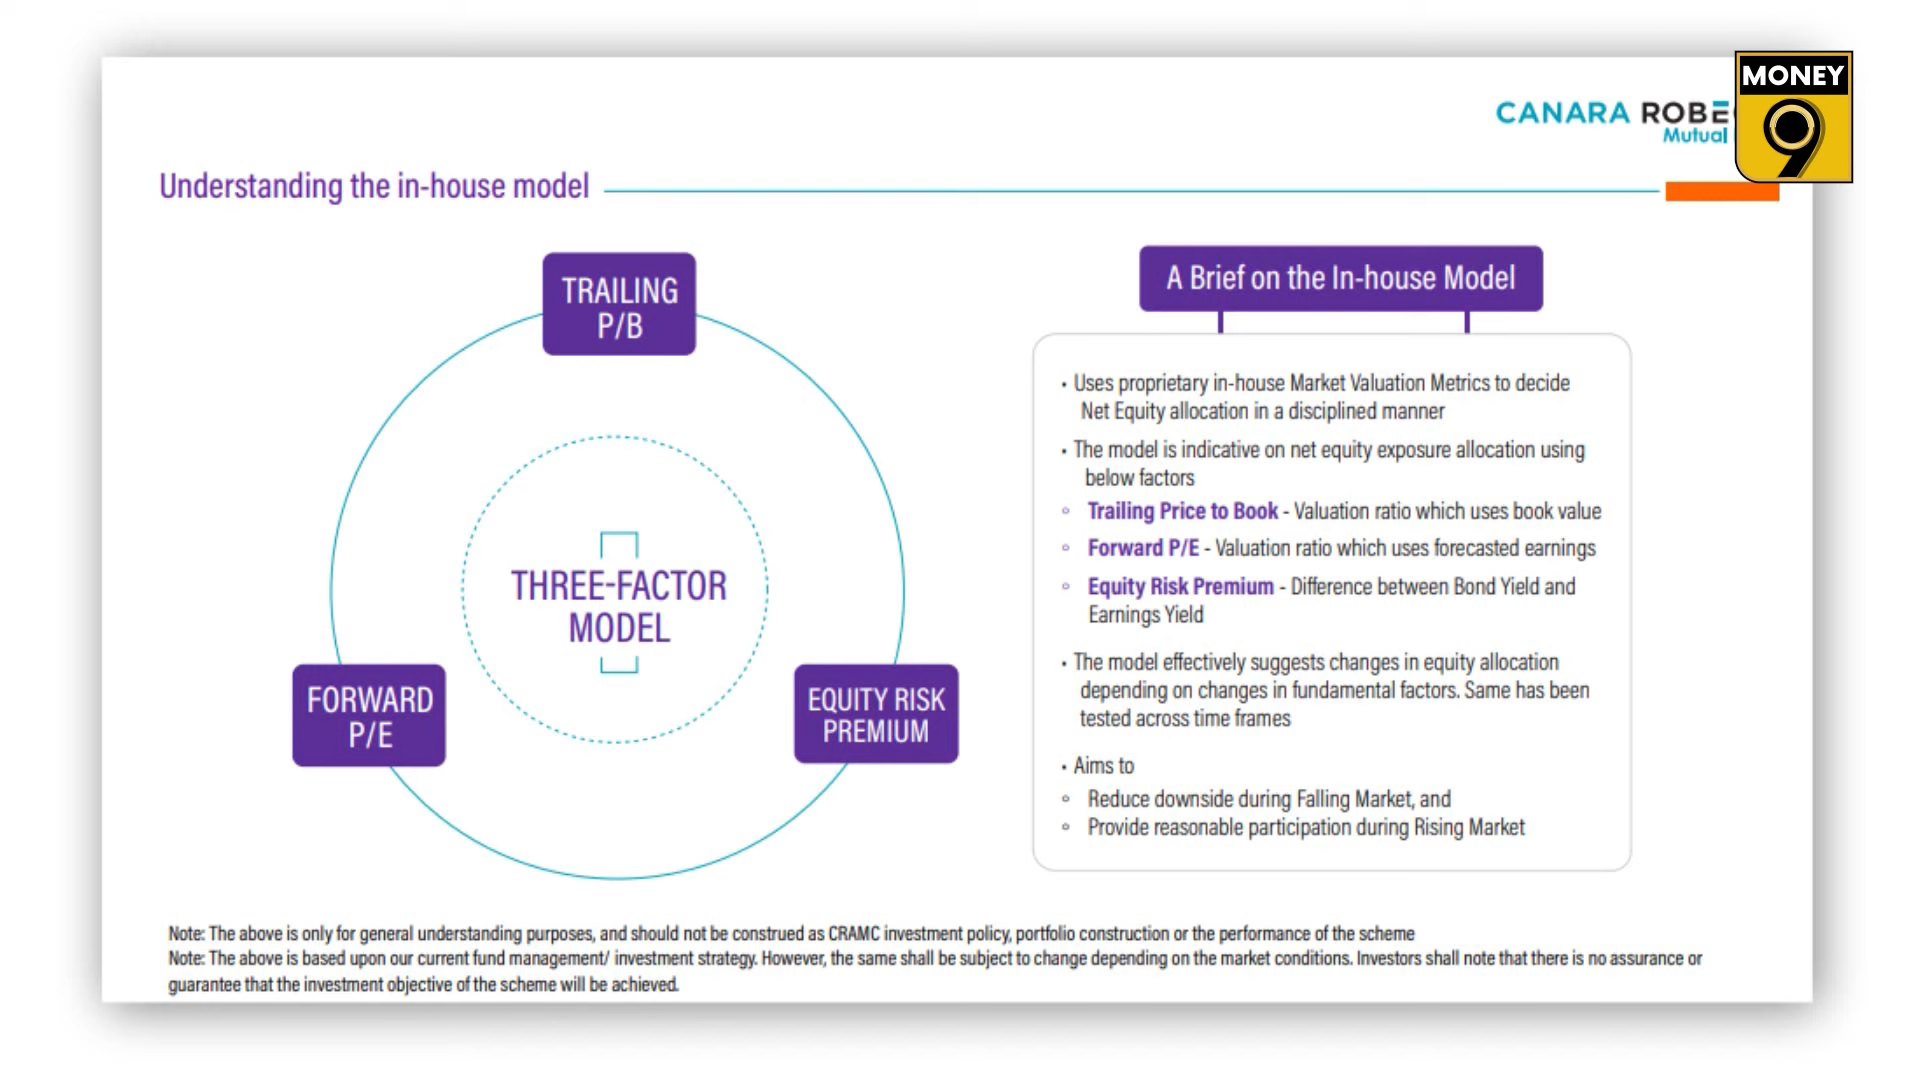 MONEY
9
CANARA ROBE
Mutual
Understanding the in-house model
TRAILING
P/B
THREE-FACTOR
MODEL
FORWARD
P/E
EQUITY RISK
PREMIUM
A Brief on the In-house Model
• Uses proprietary in-house Market Valuation Metrics to decide
Net Equity allocation in a disciplined manner
• The model is indicative on net equity exposure allocation using
below factors
◦ Trailing Price to Book - Valuation ratio which uses book value
◦ Forward P/E - Valuation ratio which uses forecasted earnings
◦ Equity Risk Premium - Difference between Bond Yield and
Earnings Yield
• The model effectively suggests changes in equity allocation
depending on changes in fundamental factors. Same has been
tested across time frames
• Aims to
◦ Reduce downside during Falling Market, and
◦ Provide reasonable participation during Rising Market
Note: The above is only for general understanding purposes, and should not be construed as CRAMC investment policy, portfolio construction or the performance of the scheme
Note: The above is based upon our current fund management/ investment strategy. However, the same shall be subject to change depending on the market conditions. Investors shall note that there is no assurance or
guarantee that the investment objective of the scheme will be achieved.